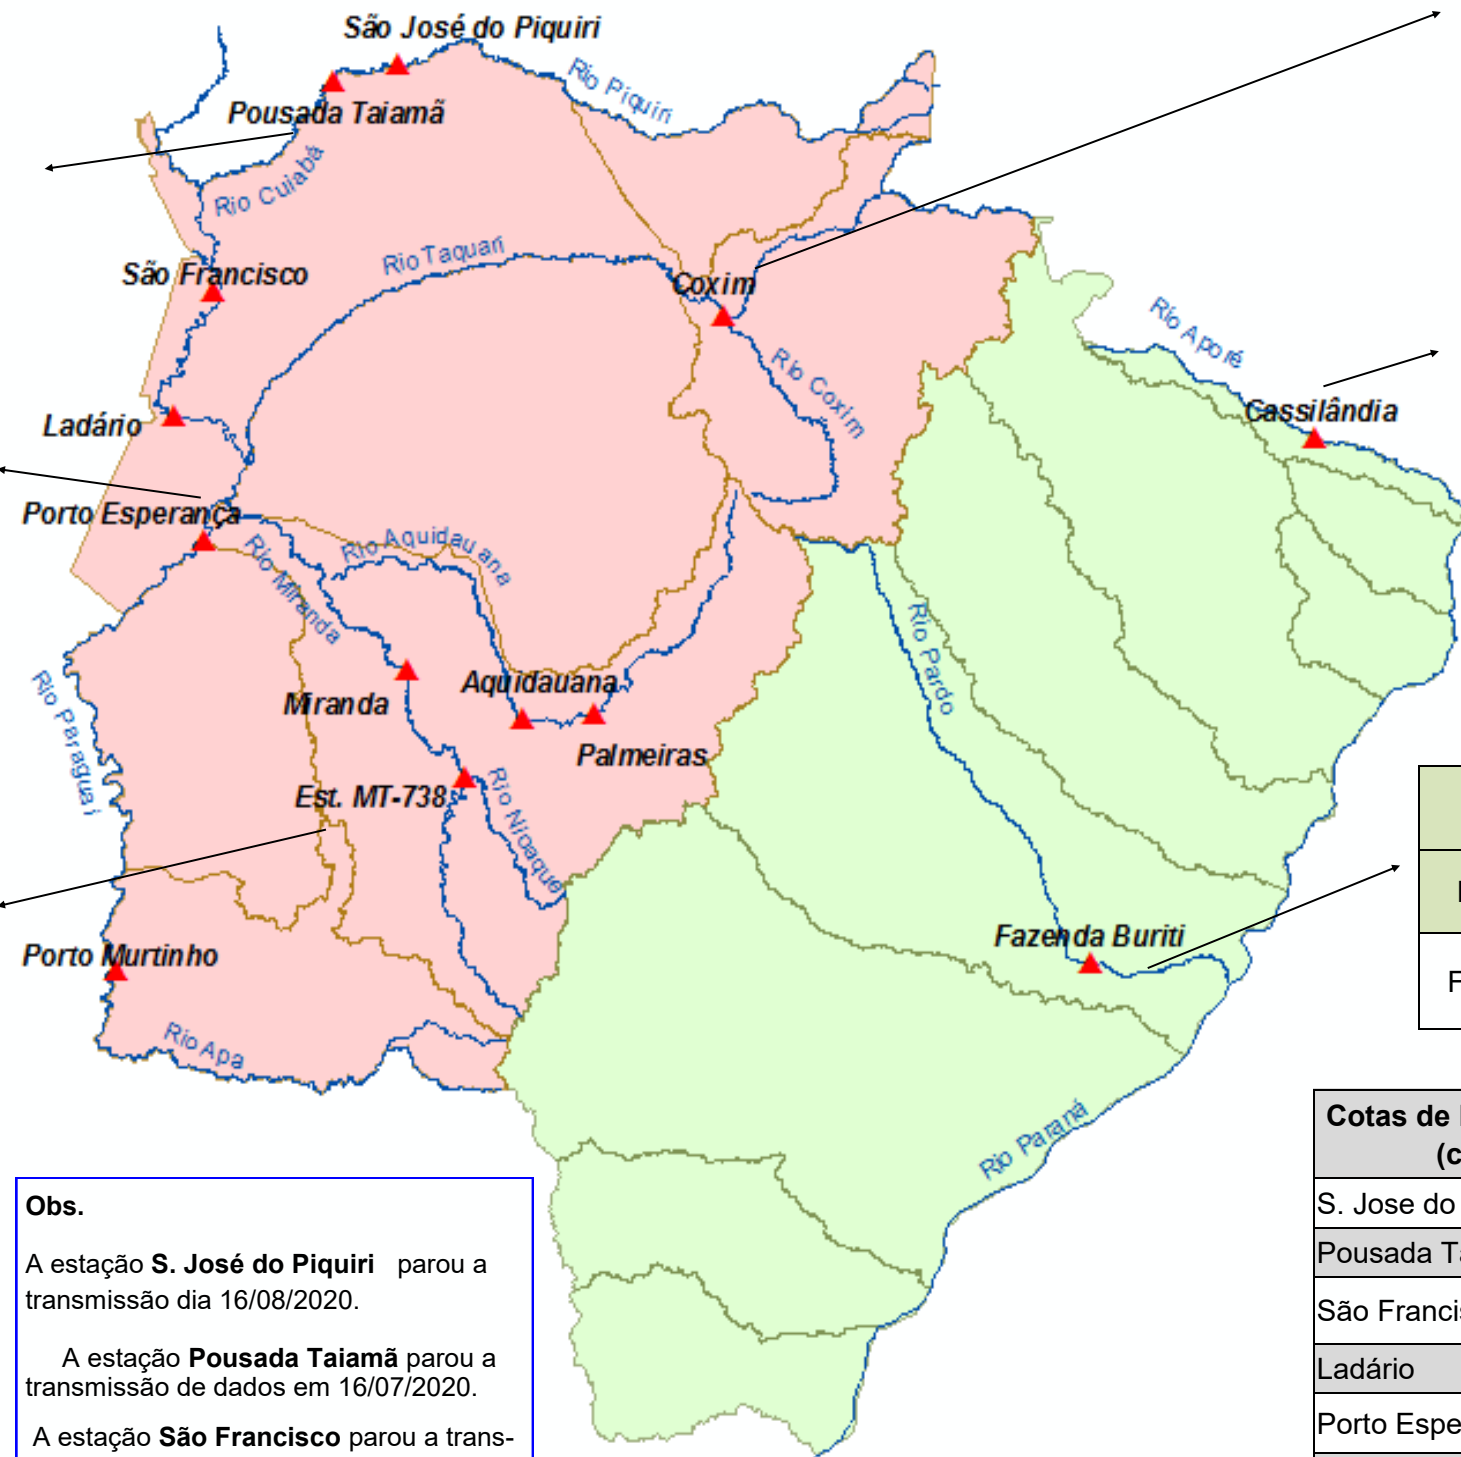 São José do Piquiri
Rio Piquiri
Pousada Taiamã
Rio Cuiabá
Rio Taquari
São Francisco
Coxim
Rio Aporé
Rio Coxim
Cassilândia
Ladário
Porto Esperança
Rio Aquidauana
Rio Miranda
Rio Pardo
Rio Paraguai
Miranda
Aquidauana
Palmeiras
Est. MT-738
Rio Nioaque
Porto Murtinho
Fazenda Buriti
Rio Apa
Rio Paraná
Obs.
A estação S. José do Piquiri parou a
transmissão dia 16/08/2020.
A estação Pousada Taiamã parou a
transmissão de dados em 16/07/2020.
A estação São Francisco parou a trans-
Cotas de
(c
S. Jose do
Pousada T
São Franci
Ladário
Porto Espe